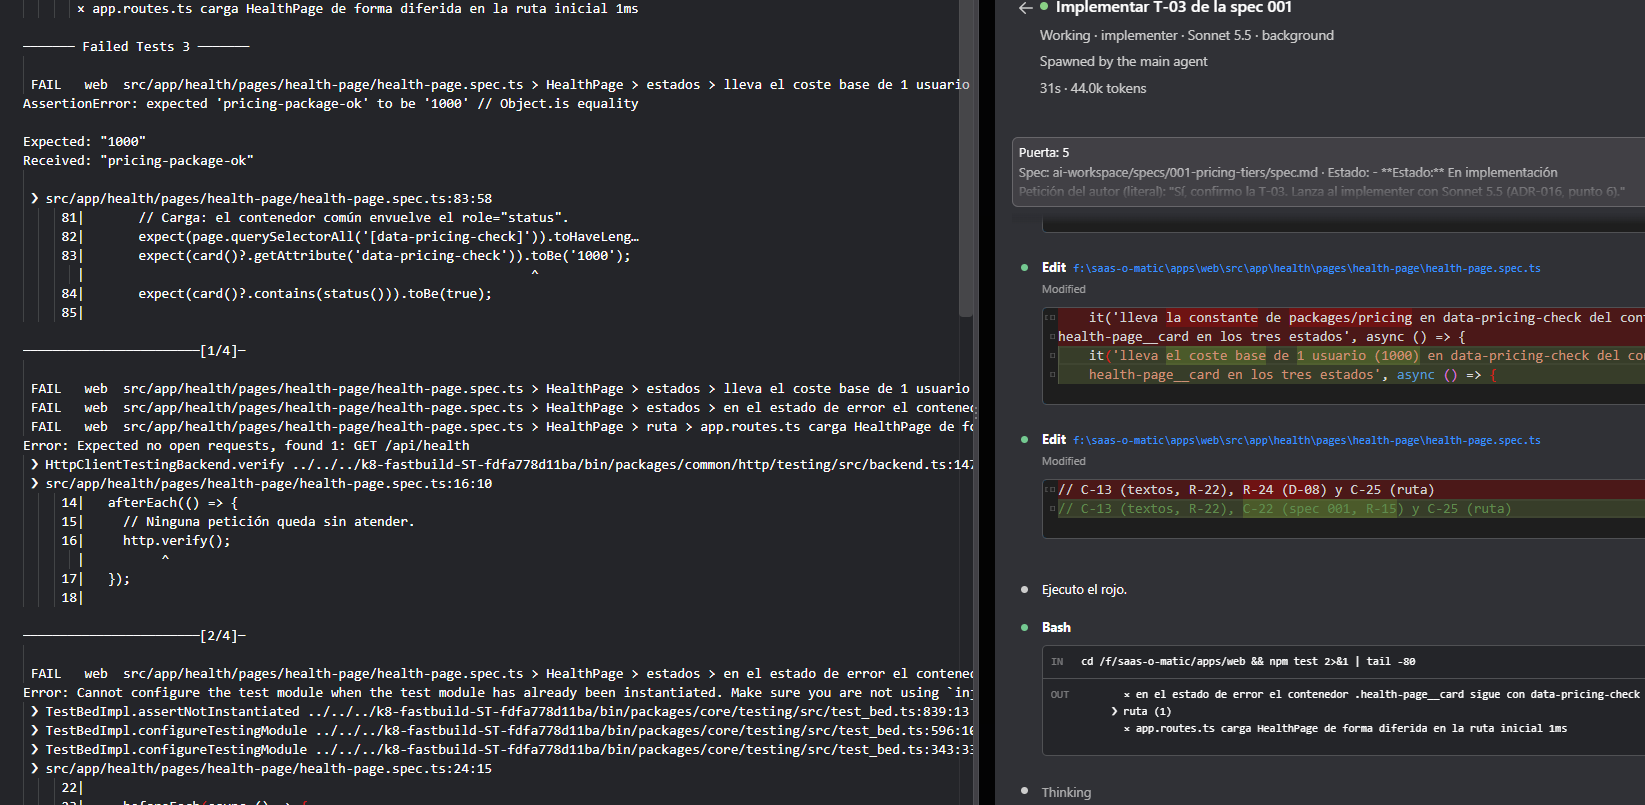 × app.routes.ts carga HealthPage de forma diferida en la ruta inicial 1ms
Failed Tests 3
FAIL web src/app/health/pages/health-page/health-page.spec.ts > HealthPage > estados > lleva el coste base de 1 usuario
AssertionError: expected 'pricing-package-ok' to be '1000' // Object.is equality
Expected: "1000"
Received: "pricing-package-ok"
❯ src/app/health/pages/health-page/health-page.spec.ts:83:58
81| // Carga: el contenedor común envuelve el role="status".
82| expect(page.querySelectorAll('[data-pricing-check]')).toHaveLeng…
83| expect(card()?.getAttribute('data-pricing-check')).toBe('1000');
| ^
84| expect(card()?.contains(status())).toBe(true);
85|
[1/4]
FAIL web src/app/health/pages/health-page/health-page.spec.ts > HealthPage > estados > lleva el coste base de 1 usuario
FAIL web src/app/health/pages/health-page/health-page.spec.ts > HealthPage > estados > en el estado de error el contene
FAIL web src/app/health/pages/health-page/health-page.spec.ts > HealthPage > ruta > app.routes.ts carga HealthPage de fo
Error: Expected no open requests, found 1: GET /api/health
❯ HttpClientTestingBackend.verify ../../../k8-fastbuild-ST-fdfa778d11ba/bin/packages/common/http/testing/src/backend.ts:147
❯ src/app/health/pages/health-page/health-page.spec.ts:16:10
14| afterEach(() => {
15| // Ninguna petición queda sin atender.
16| http.verify();
| ^
17| });
18|
[2/4]
FAIL web src/app/health/pages/health-page/health-page.spec.ts > HealthPage > estados > en el estado de error el contene
Error: Cannot configure the test module when the test module has already been instantiated. Make sure you are not using `in
❯ TestBedImpl.assertNotInstantiated ../../../k8-fastbuild-ST-fdfa778d11ba/bin/packages/core/testing/src/test_bed.ts:839:13
❯ TestBedImpl.configureTestingModule ../../../k8-fastbuild-ST-fdfa778d11ba/bin/packages/core/testing/src/test_bed.ts:596:10
❯ TestBedImpl.configureTestingModule ../../../k8-fastbuild-ST-fdfa778d11ba/bin/packages/core/testing/src/test_bed.ts:343:33
❯ src/app/health/pages/health-page/health-page.spec.ts:24:15
22|
← Implementar T-03 de la spec 001
Working · implementer · Sonnet 5.5 · background
Spawned by the main agent
31s · 44.0k tokens
Puerta: 5
Spec: ai-workspace/specs/001-pricing-tiers/spec.md · Estado: - **Estado:** En implementación
Petición del autor (literal): "Sí, confirmo la T-03. Lanza al implementer con Sonnet 5.5 (ADR-016, punto 6)."
Edit f:\saas-o-matic\apps\web\src\app\health\pages\health-page\health-page.spec.ts
Modified
it('lleva la constante de packages/pricing en data-pricing-check del con
health-page__card en los tres estados', async () => {
it('lleva el coste base de 1 usuario (1000) en data-pricing-check del co
health-page__card en los tres estados', async () => {
Edit f:\saas-o-matic\apps\web\src\app\health\pages\health-page\health-page.spec.ts
Modified
// C-13 (textos, R-22), R-24 (D-08) y C-25 (ruta)
// C-13 (textos, R-22), C-22 (spec 001, R-15) y C-25 (ruta)
Ejecuto el rojo.
Bash
IN cd /f/saas-o-matic/apps/web && npm test 2>&1 | tail -80
OUT × en el estado de error el contenedor .health-page__card sigue con data-pricing-check
❯ ruta (1)
× app.routes.ts carga HealthPage de forma diferida en la ruta inicial 1ms
Thinking